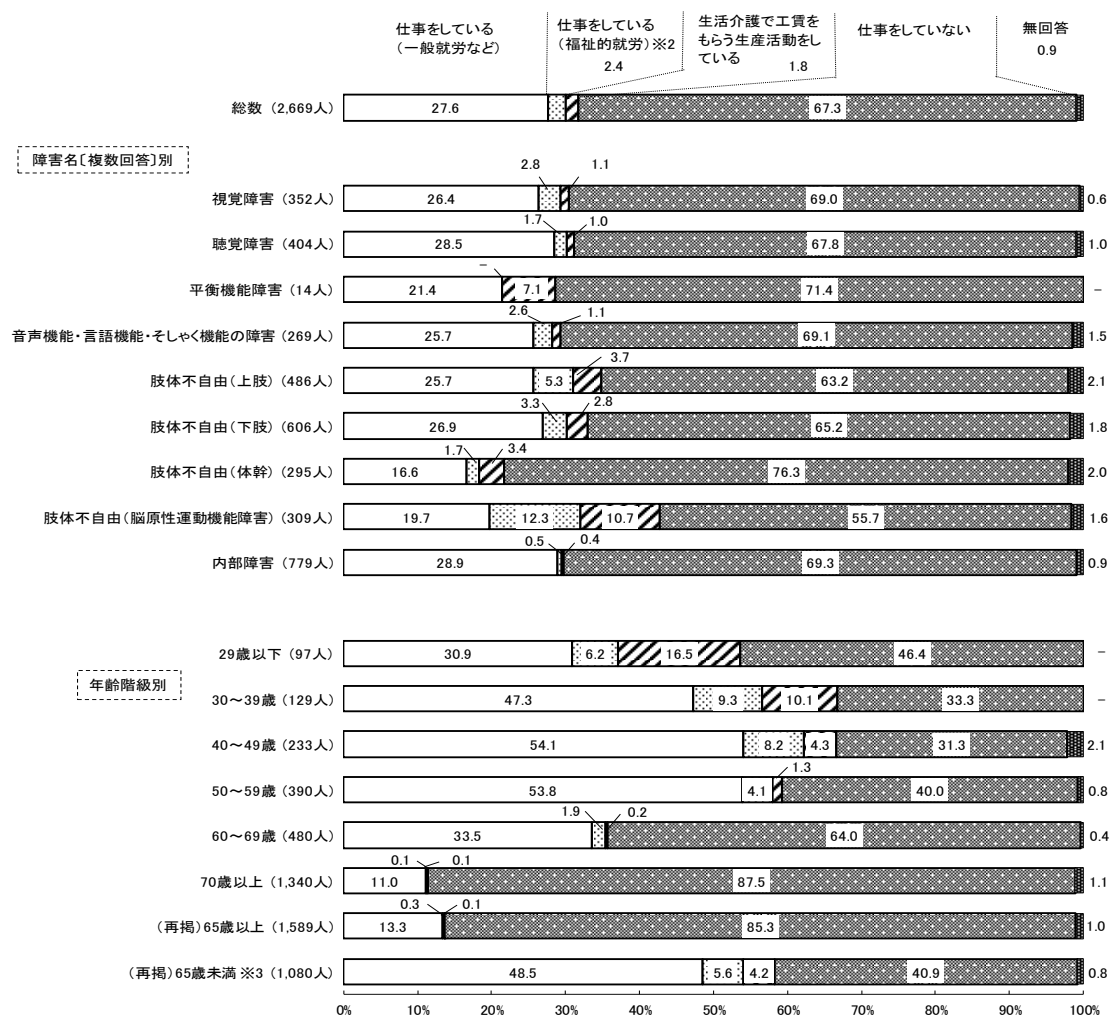 仕事をしている
(一般就労など)
仕事をしている
(福祉的就労)※2
2.4
生活介護で工賃を
もらう生産活動をし
ている
1.8
仕事をしていない
無回答
0.9
総数 (2,669人) 27.6 67.3
障害名〔複数回答〕別
2.8 1.1
視覚障害 (352人) 26.4 69.0 0.6
1.7 1.0
聴覚障害 (404人) 28.5 67.8 1.0
－
平衡機能障害 (14人) 21.4 7.1 71.4 －
2.6 1.1
音声機能・言語機能・そしゃく機能の障害 (269人) 25.7 69.1 1.5
3.7
肢体不自由(上肢) (486人) 25.7 5.3 63.2 2.1
3.3 2.8
肢体不自由(下肢) (606人) 26.9 65.2 1.8
1.7 3.4
肢体不自由(体幹) (295人) 16.6 76.3 2.0
肢体不自由(脳原性運動機能障害) (309人) 19.7 12.3 10.7 55.7 1.6
0.5 0.4
内部障害 (779人) 28.9 69.3 0.9
29歳以下 (97人) 30.9 6.2 16.5 46.4 －
年齢階級別
30～39歳 (129人) 47.3 9.3 10.1 33.3 －
40～49歳 (233人) 54.1 8.2 4.3 31.3 2.1
1.3
50～59歳 (390人) 53.8 4.1 40.0 0.8
1.9 0.2
60～69歳 (480人) 33.5 64.0 0.4
0.1 0.1
70歳以上 (1,340人) 11.0 87.5 1.1
0.3 0.1
(再掲)65歳以上 (1,589人) 13.3 85.3 1.0
(再掲)65歳未満 ※3 (1,080人) 48.5 5.6 4.2 40.9 0.8
0% 10% 20% 30% 40% 50% 60% 70% 80% 90% 100%